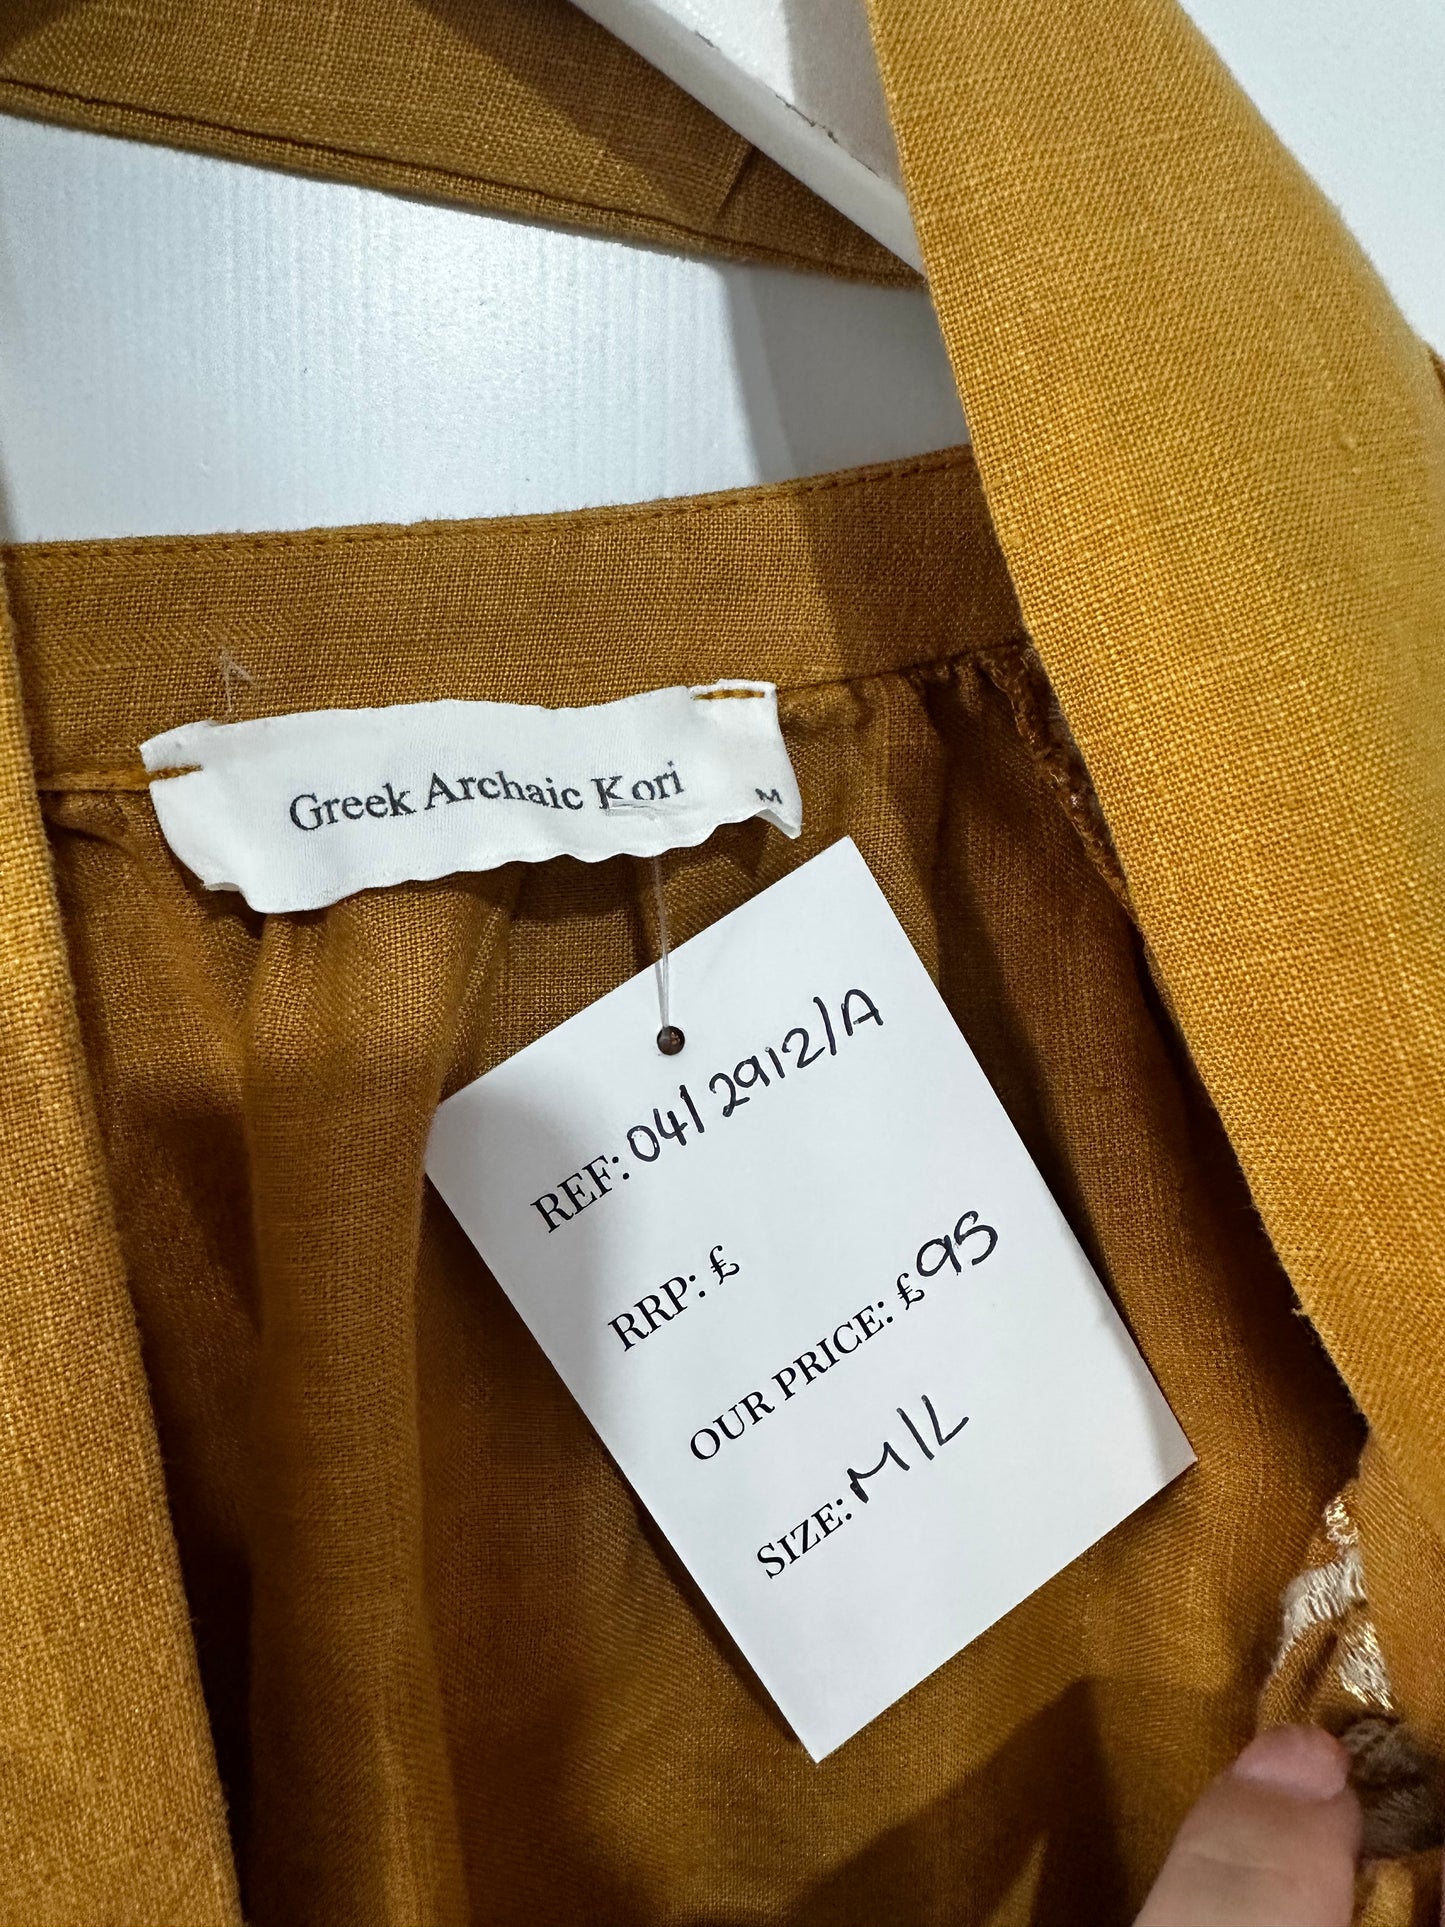 Greek Archaic Kori
M
REF: 04/2912/A
RRP: £
OUR PRICE: £95
SIZE: M/L